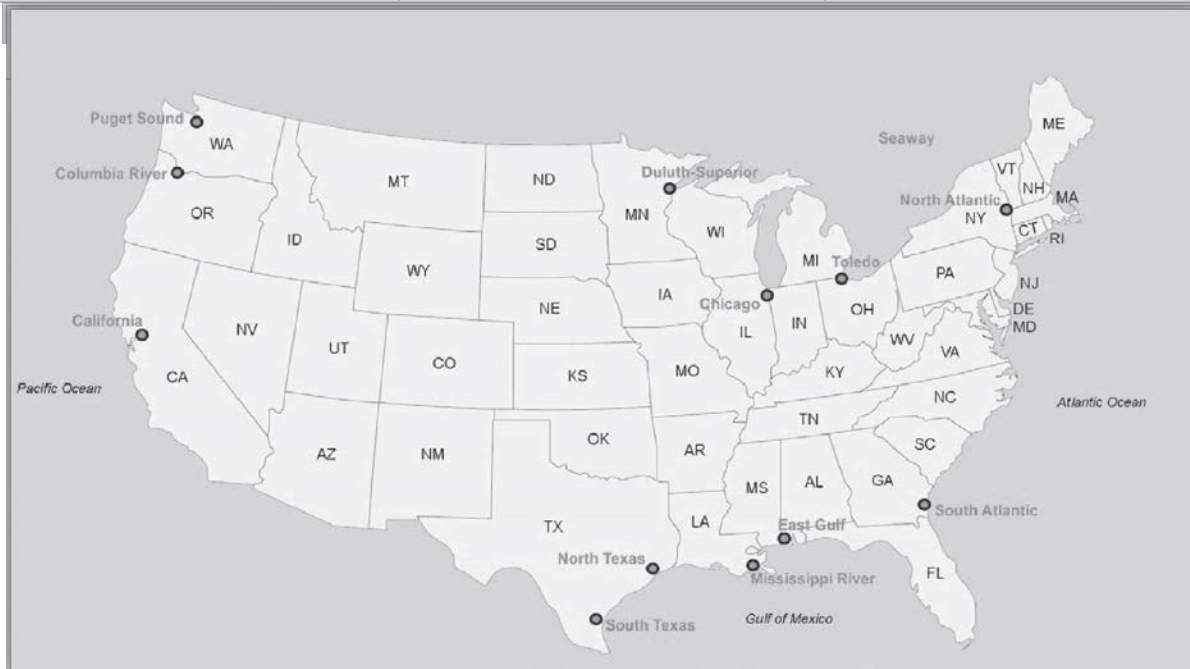 ME
Puget Sound
Seaway
WA
VT
Columbia River
Duluth-Superior
MT
ND
NH
MA
North Atlantic
OR
MN
NY
CT
RI
ID
WI
SD
MI
Toledo
WY
PA
NJ
IA
Chicago
NE
OH
DE
California
NV
IL
IN
MD
UT
WV
VA
CO
MO
KY
CA
KS
Pacific Ocean
NC
Atlantic Ocean
TN
OK
SC
AZ
NM
AR
MS
AL
GA
South Atlantic
TX
LA
East Gulf
North Texas
FL
Mississippi River
South Texas
Gulf of Mexico